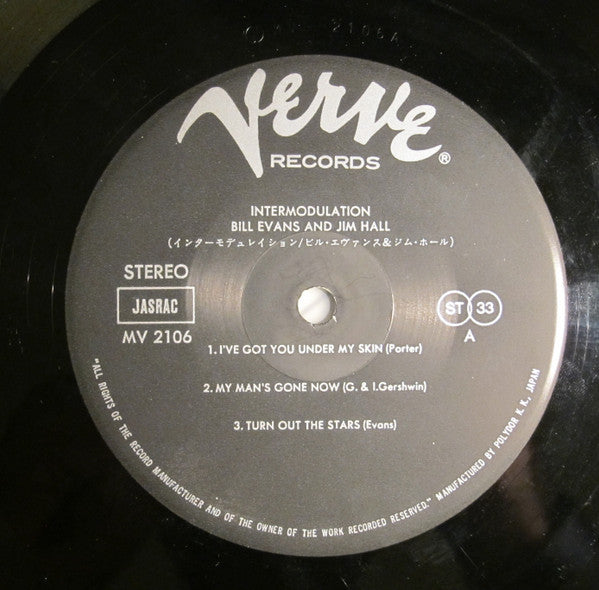 2106A
Verve
RECORDS ®
INTERMODULATION
BILL EVANS AND JIM HALL
(インターモデュレイション/ビル・エヴァンス&ジム・ホール)
STEREO
JASRAC
MV 2106
ST 33
A
1. I'VE GOT YOU UNDER MY SKIN (Porter)
2. MY MAN'S GONE NOW (G. & I.Gershwin)
3. TURN OUT THE STARS (Evans)
"ALL RIGHTS OF THE RECORD MANUFACTURER AND OF THE OWNER OF THE WORK RECORDED RESERVED." MANUFACTURED BY POLYDOR K. K., JAPAN